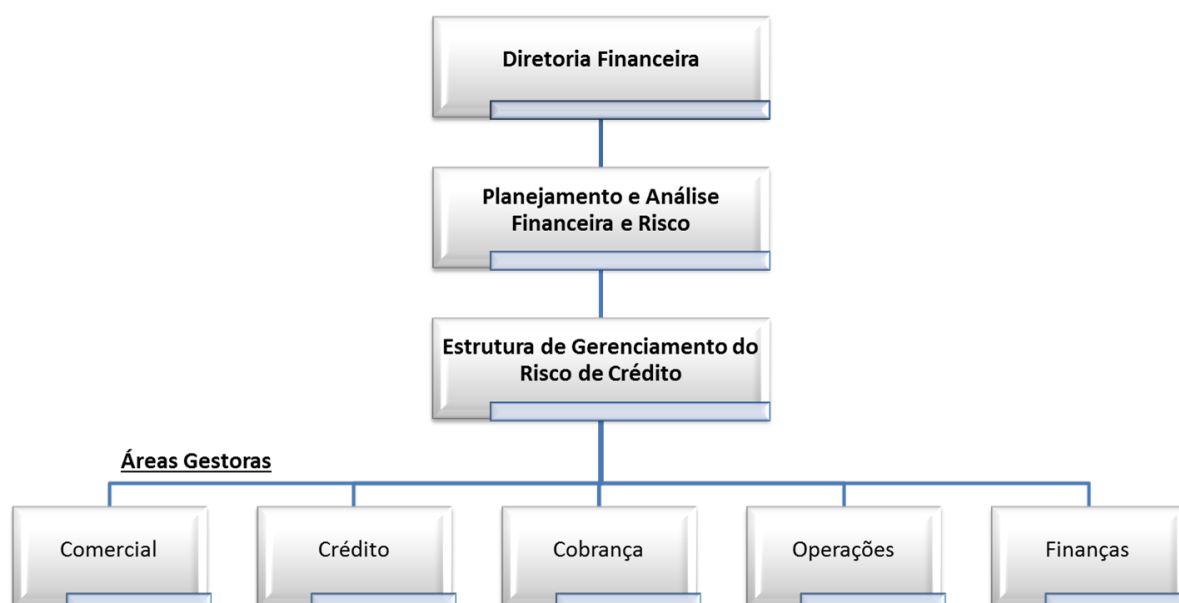 Diretoria Financeira
Planejamento e Análise
Financeira e Risco
Estrutura de Gerenciamento do
Risco de Crédito
Áreas Gestoras
Comercial
Crédito
Cobrança
Operações
Finanças